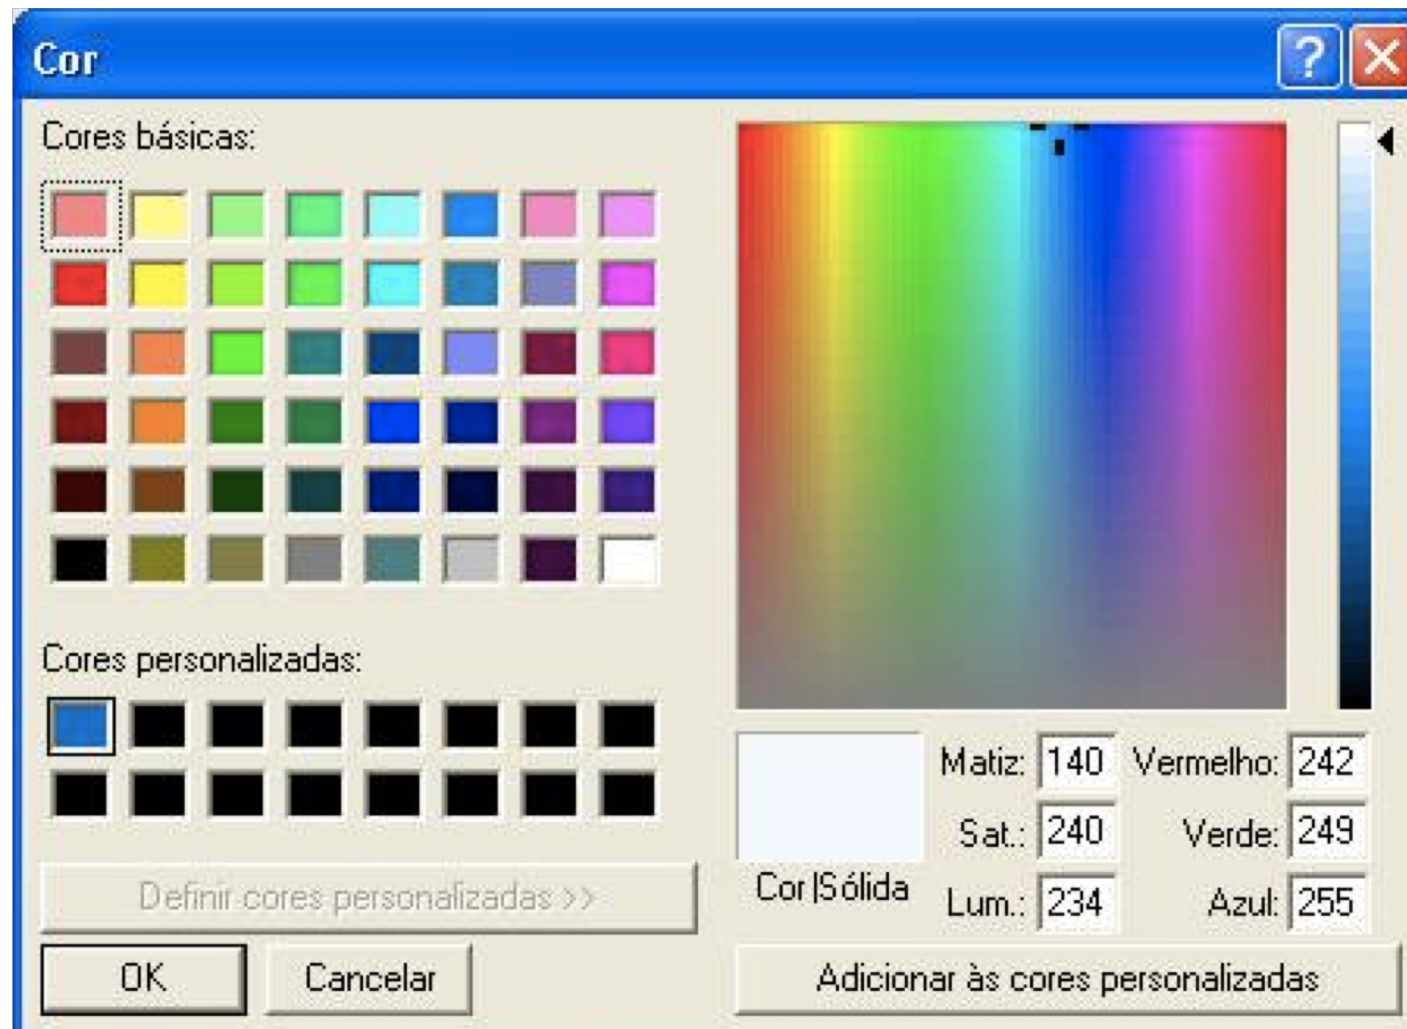 Cor
Cores básicas:
Cores personalizadas:
Definir cores personalizadas >>
OK
Cancelar
Cor|Sólida
Matiz: 140
Sat.: 240
Lum.: 234
Vermelho: 242
Verde: 249
Azul: 255
Adicionar às cores personalizadas